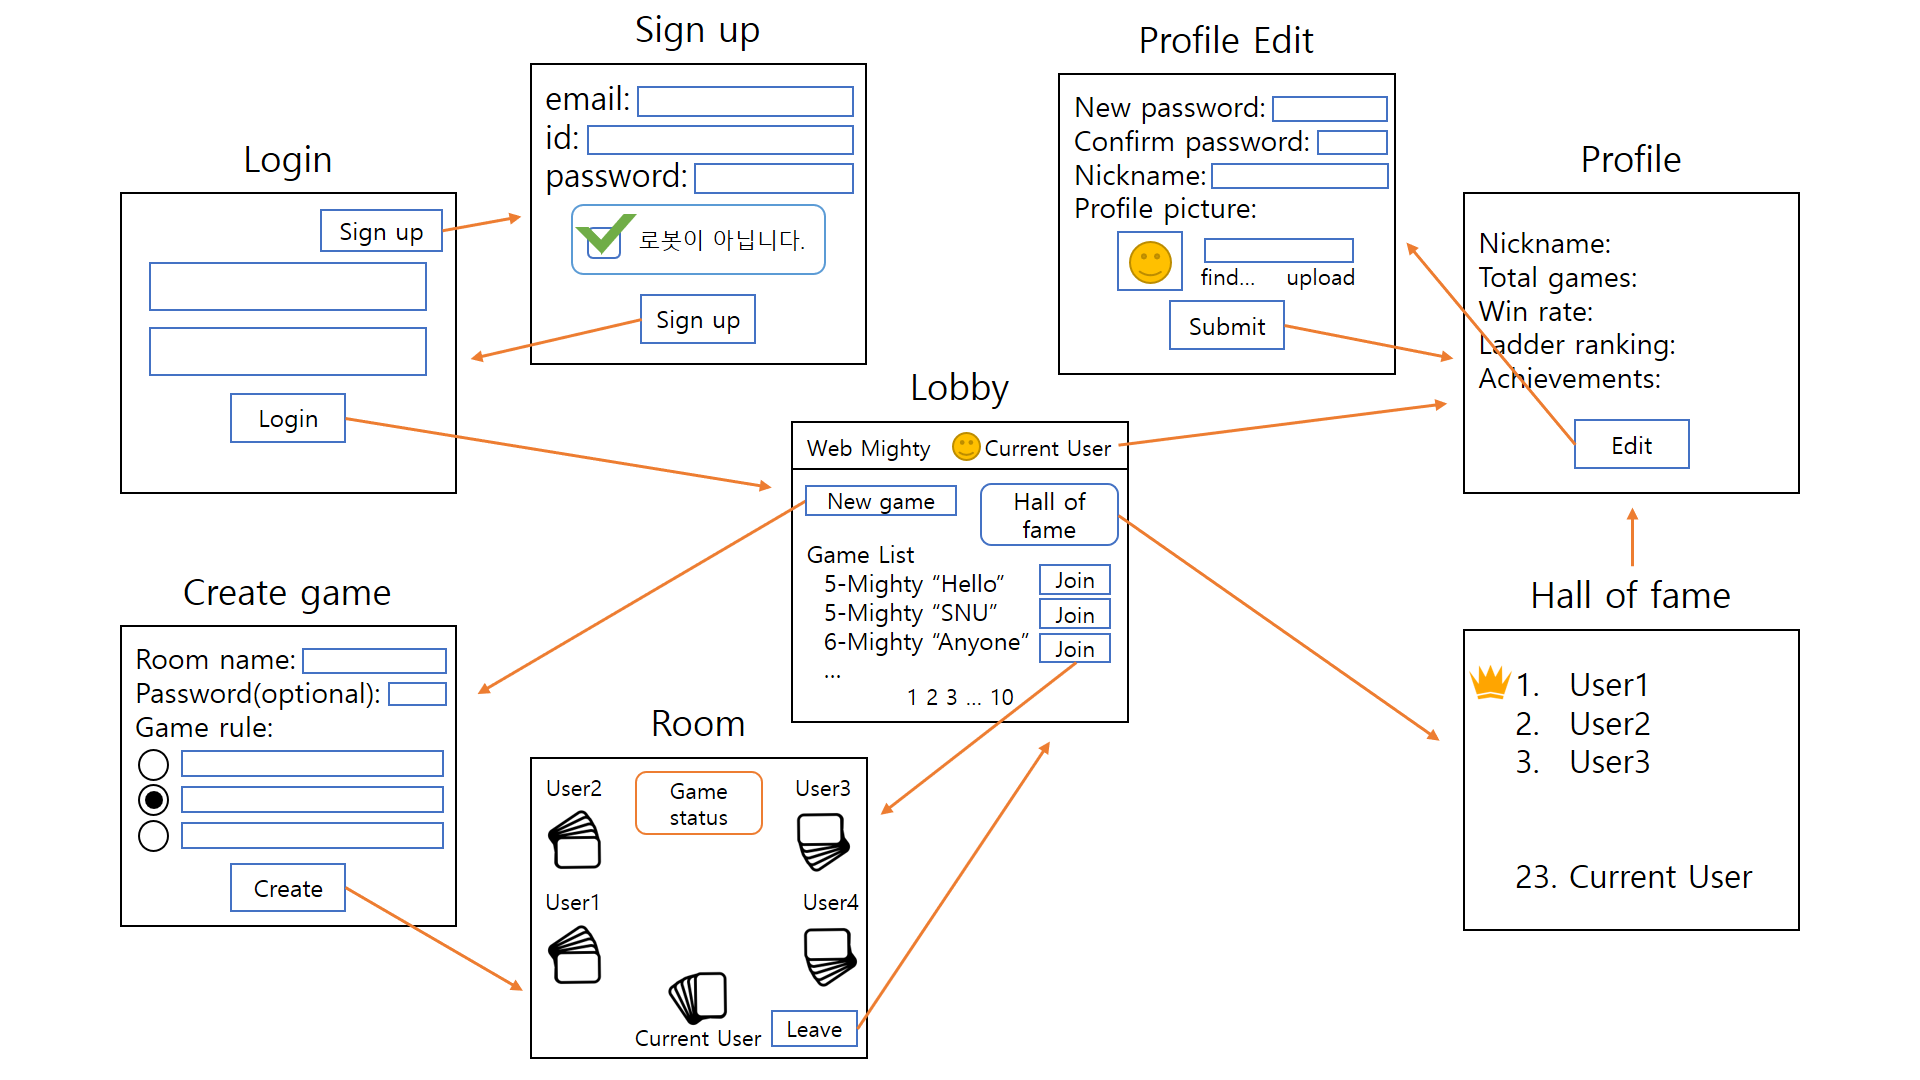 Login
Sign up
Login
Sign up
email:
id:
password:
로봇이 아닙니다.
Sign up
Profile Edit
New password:
Confirm password:
Nickname:
Profile picture:
find...
upload
Submit
Profile
Nickname:
Total games:
Win rate:
Ladder ranking:
Achievements:
Edit
Lobby
Web Mighty
Current User
New game
Hall of
fame
Game List
5-Mighty “Hello”
Join
5-Mighty “SNU”
Join
6-Mighty “Anyone”
Join
...
1 2 3 ... 10
Create game
Room name:
Password(optional):
Game rule:
Create
Room
User2
Game
status
User3
User1
User4
Current User
Leave
Hall of fame
1. User1
2. User2
3. User3
23. Current User